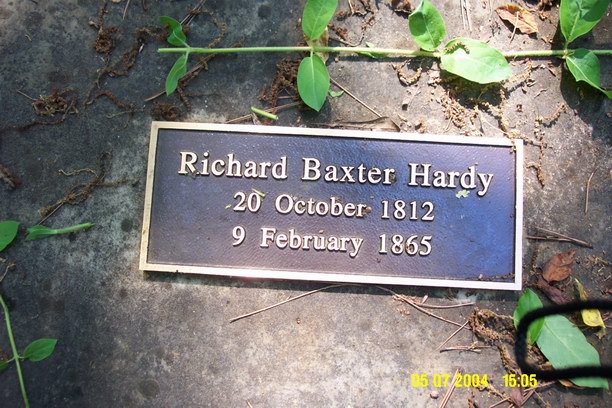 Richard Baxter Hardy
20 October 1812
9 February 1865
05 07 2004 15:05